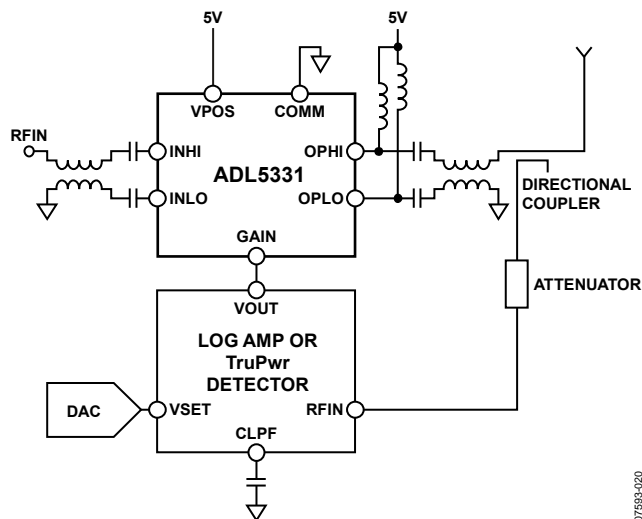 5V
5V
VPOS
COMM
RFIN
INHI
OPHI
ADL5331
INLO
OPLO
DIRECTIONAL
COUPLER
GAIN
VOUT
ATTENUATOR
LOG AMP OR
TruPwr
DETECTOR
DAC
VSET
RFIN
CLPF
07593-020